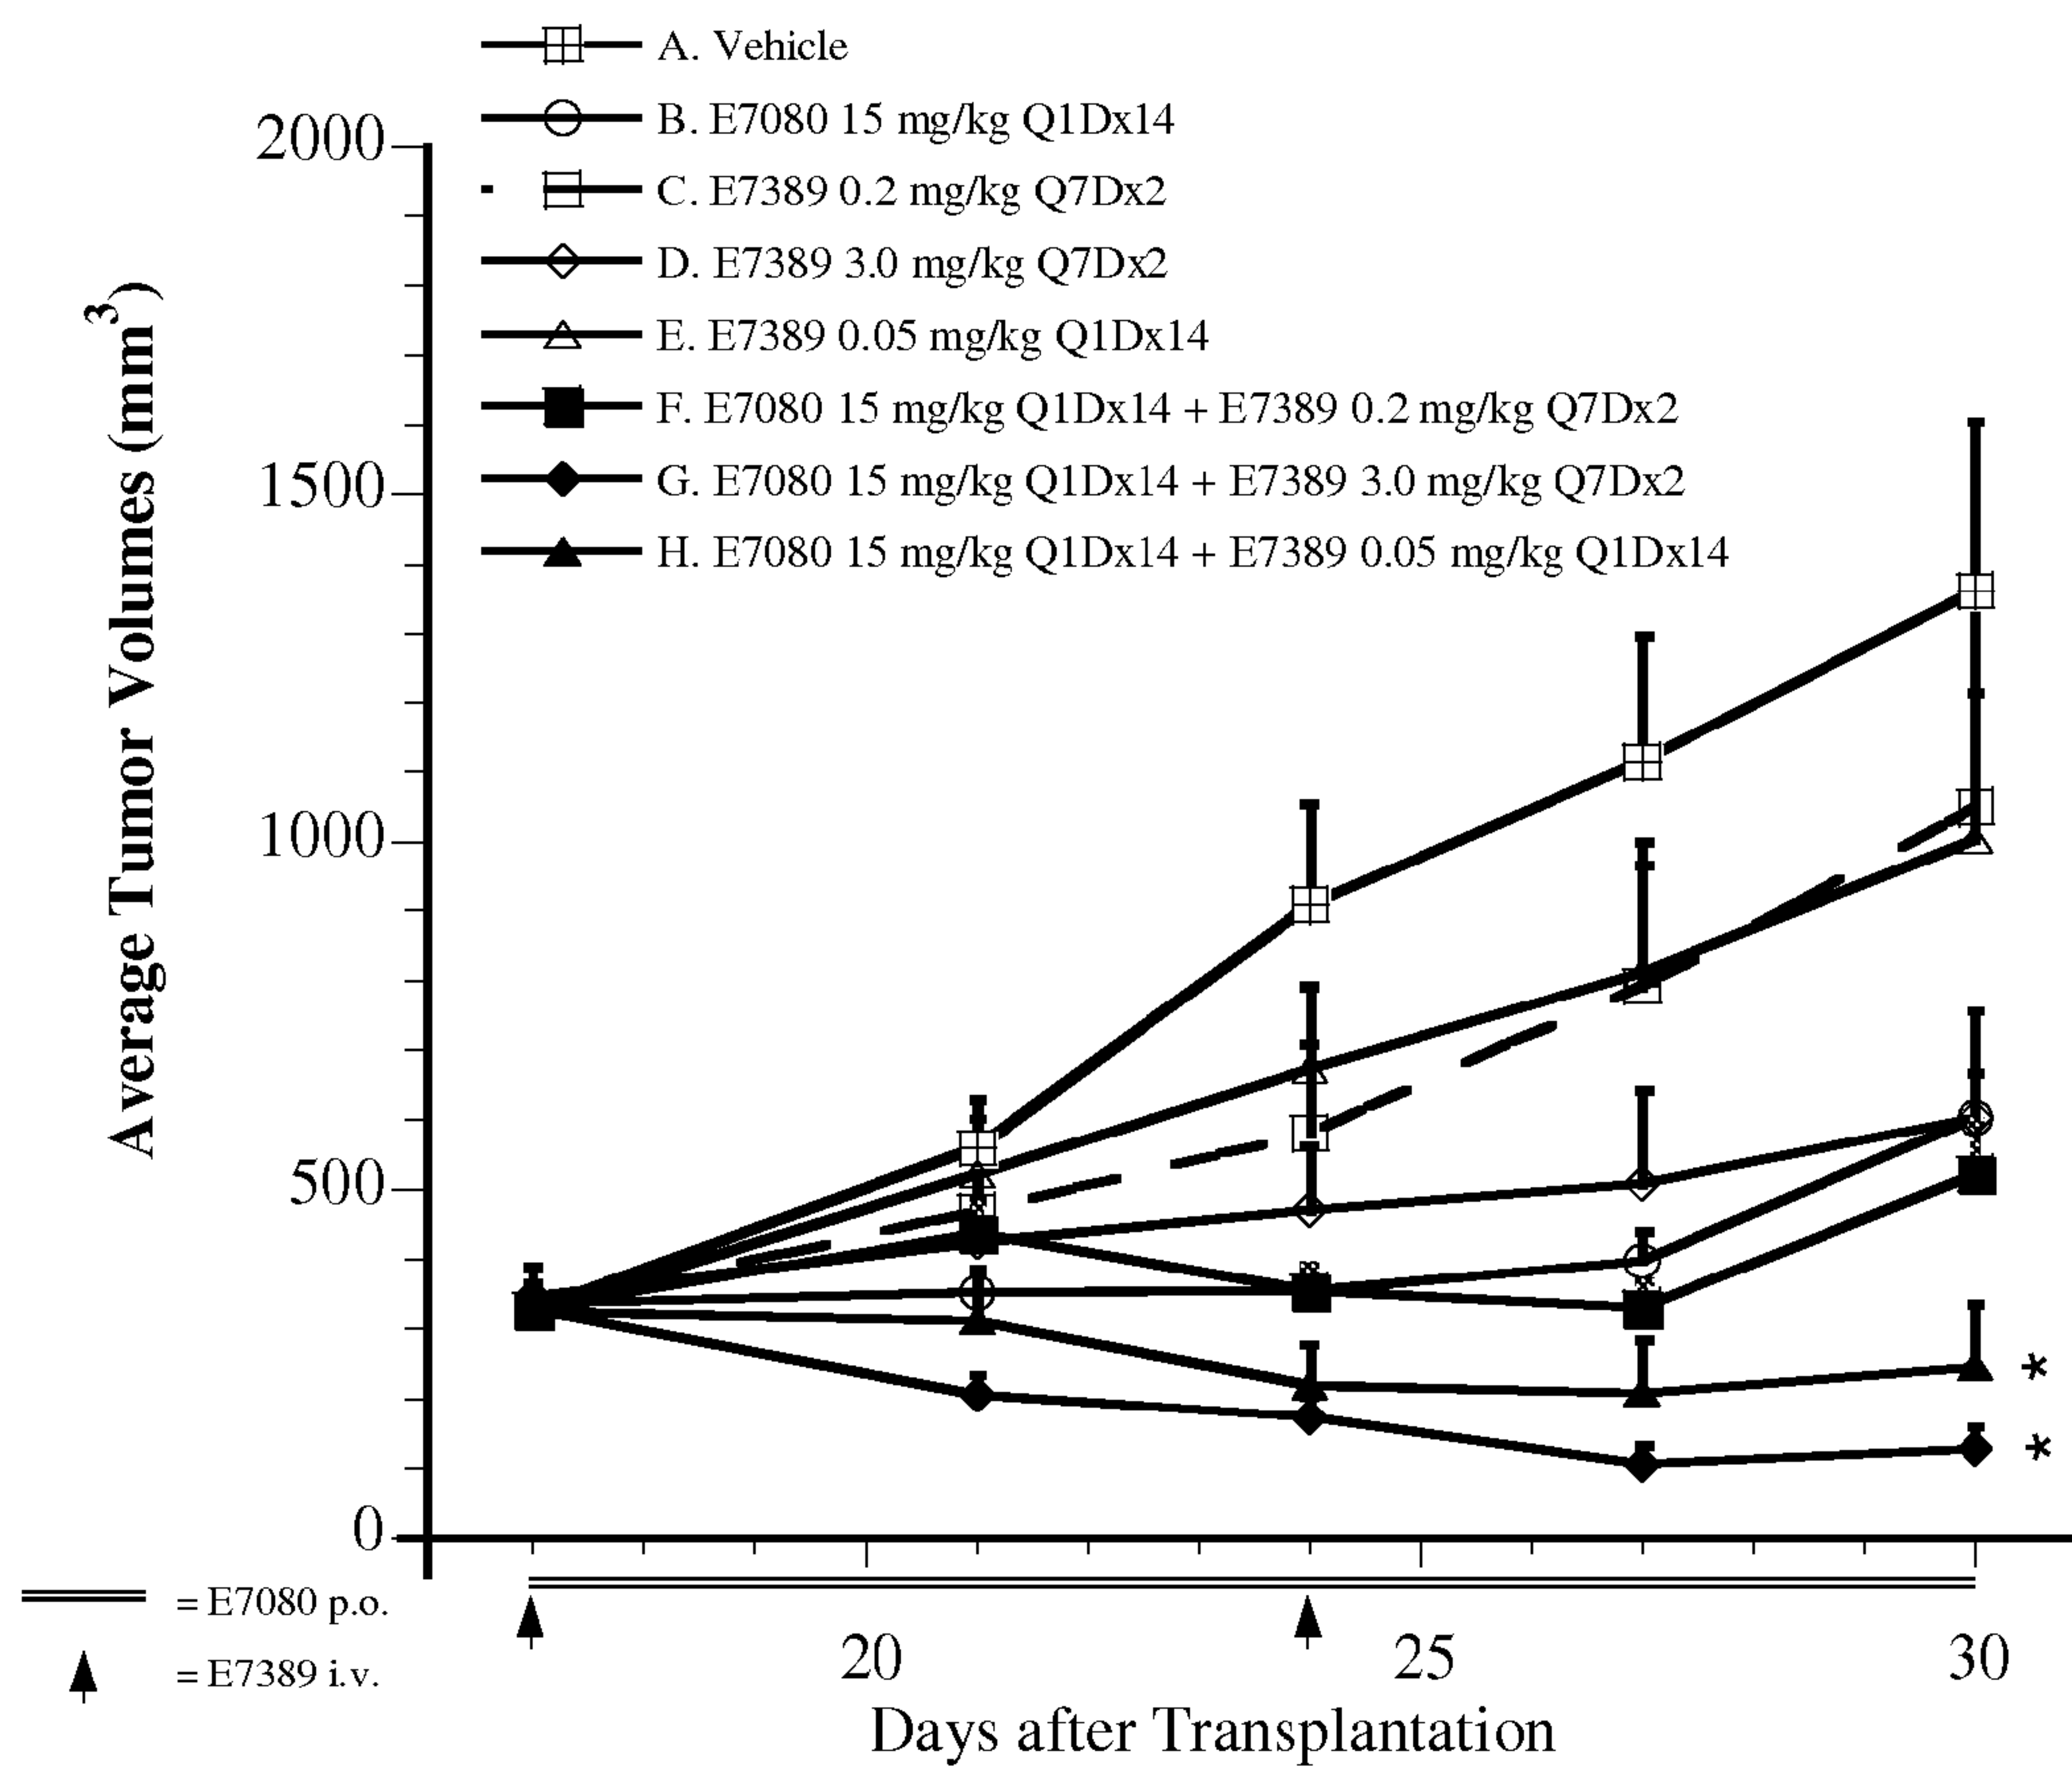 A. Vehicle
B. E7080 15 mg/kg Q1Dx14
C. E7389 0.2 mg/kg Q7Dx2
D. E7389 3.0 mg/kg Q7Dx2
E. E7389 0.05 mg/kg Q1Dx14
F. E7080 15 mg/kg Q1Dx14 + E7389 0.2 mg/kg Q7Dx2
G. E7080 15 mg/kg Q1Dx14 + E7389 3.0 mg/kg Q7Dx2
H. E7080 15 mg/kg Q1Dx14 + E7389 0.05 mg/kg Q1Dx14
Average Tumor Volumes (mm³)
2000
1500
1000
500
0
*
*
= E7080 p.o.
= E7389 i.v.
20
25
30
Days after Transplantation